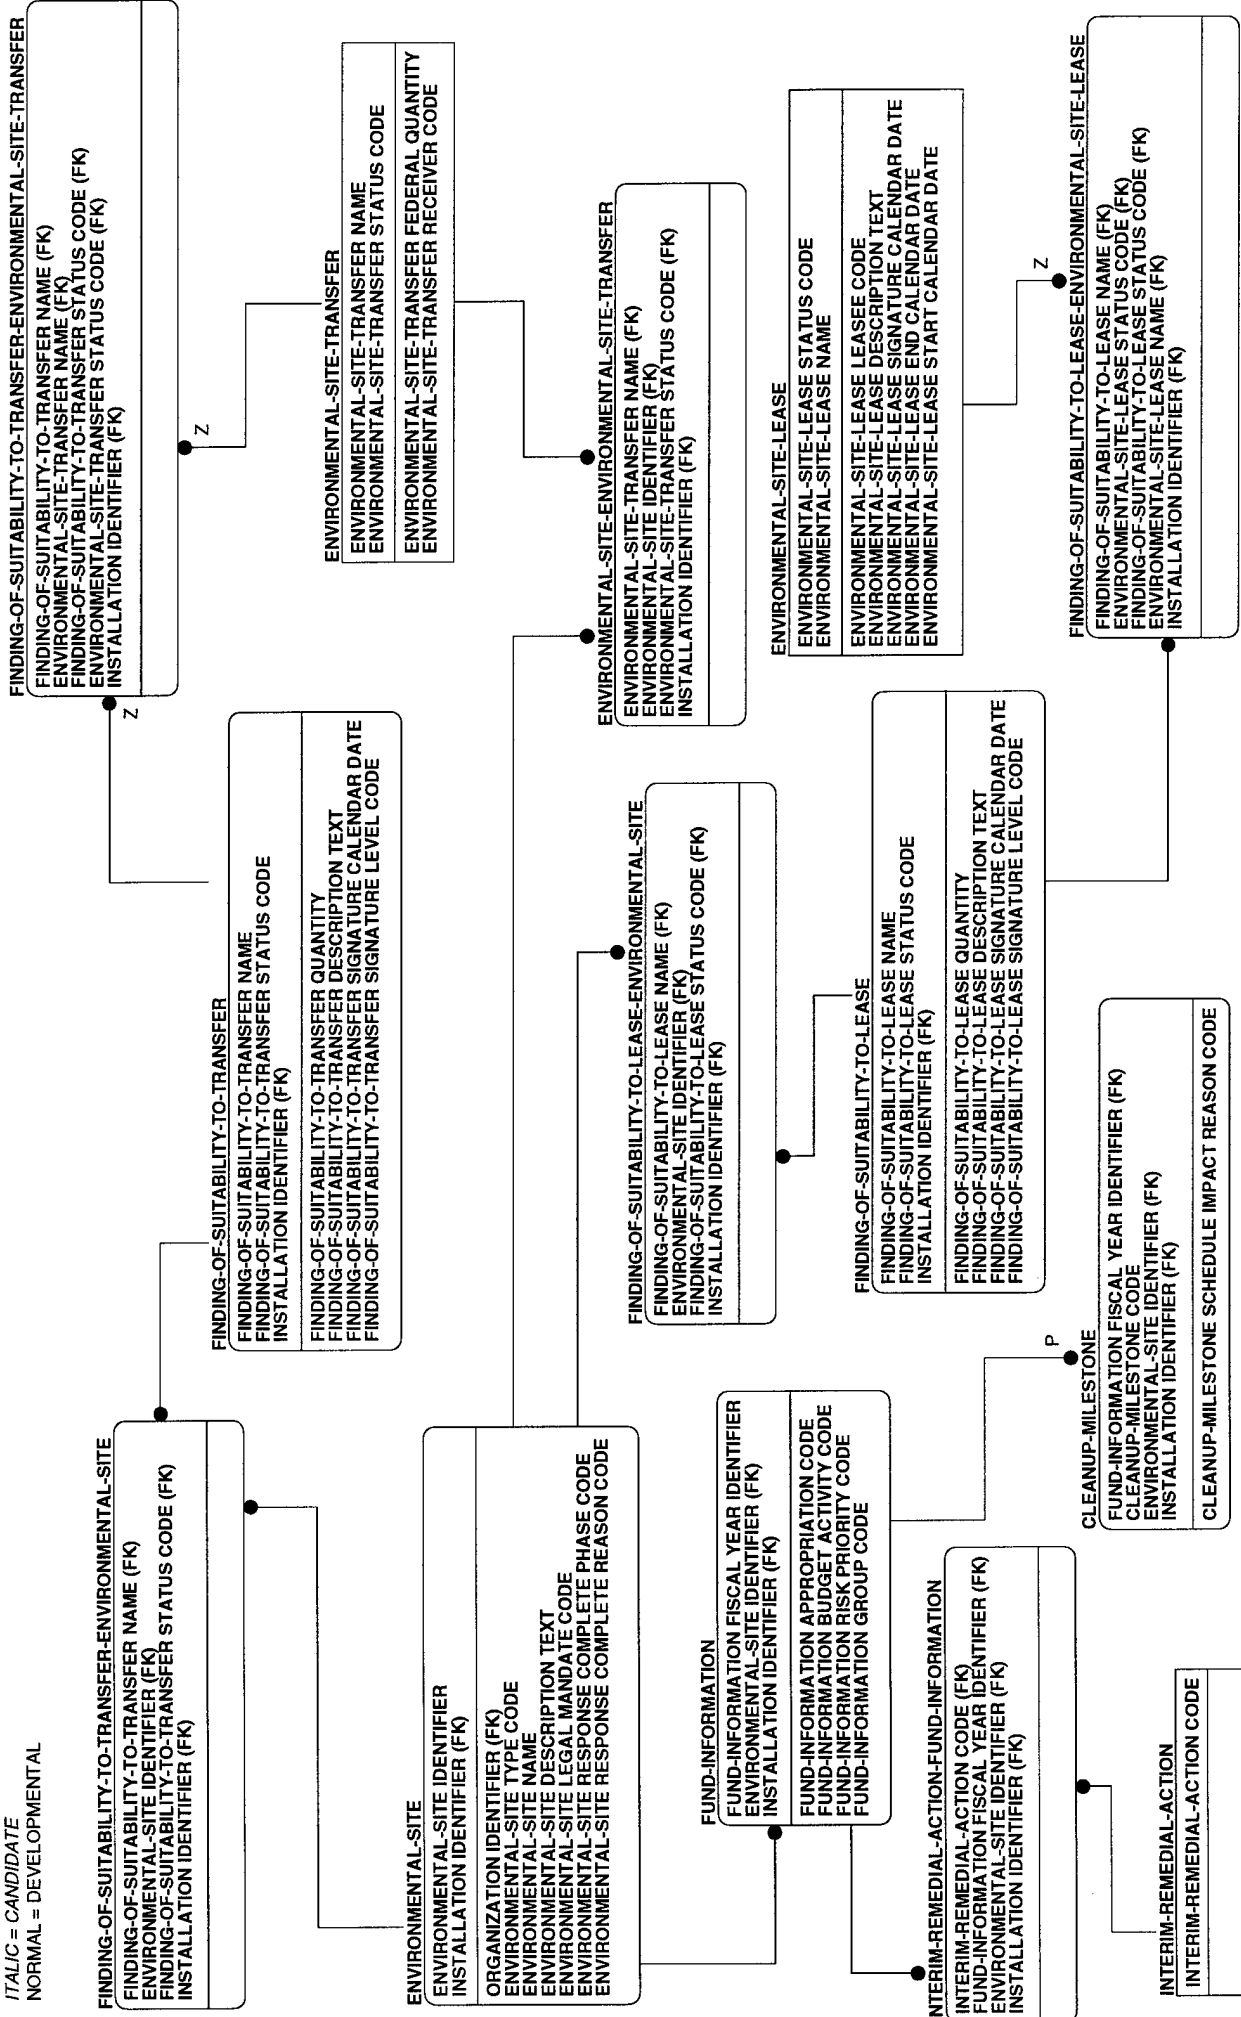 ITALIC = CANDIDATE
NORMAL = DEVELOPMENTAL
FINDING-OF-SUITABILITY-TO-TRANSFER-ENVIRONMENTAL-SITE
FINDING-OF-SUITABILITY-TO-TRANSFER NAME (FK)
ENVIRONMENTAL-SITE IDENTIFIER (FK)
FINDING-OF-SUITABILITY-TO-TRANSFER STATUS CODE (FK)
INSTALLATION IDENTIFIER (FK)
FINDING-OF-SUITABILITY-TO-TRANSFER
FINDING-OF-SUITABILITY-TO-TRANSFER NAME
FINDING-OF-SUITABILITY-TO-TRANSFER STATUS CODE
INSTALLATION IDENTIFIER (FK)
FINDING-OF-SUITABILITY-TO-TRANSFER QUANTITY
FINDING-OF-SUITABILITY-TO-TRANSFER DESCRIPTION TEXT
FINDING-OF-SUITABILITY-TO-TRANSFER SIGNATURE CALENDAR DATE
FINDING-OF-SUITABILITY-TO-TRANSFER SIGNATURE LEVEL CODE
Z
FINDING-OF-SUITABILITY-TO-TRANSFER-ENVIRONMENTAL-SITE-TRANSFER
FINDING-OF-SUITABILITY-TO-TRANSFER NAME (FK)
ENVIRONMENTAL-SITE-TRANSFER NAME (FK)
FINDING-OF-SUITABILITY-TO-TRANSFER STATUS CODE (FK)
ENVIRONMENTAL-SITE-TRANSFER STATUS CODE (FK)
INSTALLATION IDENTIFIER (FK)
Z
ENVIRONMENTAL-SITE-TRANSFER
ENVIRONMENTAL-SITE-TRANSFER NAME
ENVIRONMENTAL-SITE-TRANSFER STATUS CODE
ENVIRONMENTAL-SITE-TRANSFER FEDERAL QUANTITY
ENVIRONMENTAL-SITE-TRANSFER RECEIVER CODE
ENVIRONMENTAL-SITE
ENVIRONMENTAL-SITE IDENTIFIER
INSTALLATION IDENTIFIER (FK)
ORGANIZATION IDENTIFIER (FK)
ENVIRONMENTAL-SITE TYPE CODE
ENVIRONMENTAL-SITE NAME
ENVIRONMENTAL-SITE DESCRIPTION TEXT
ENVIRONMENTAL-SITE LEGAL MANDATE CODE
ENVIRONMENTAL-SITE RESPONSE COMPLETE PHASE CODE
ENVIRONMENTAL-SITE RESPONSE COMPLETE REASON CODE
FINDING-OF-SUITABILITY-TO-LEASE-ENVIRONMENTAL-SITE
FINDING-OF-SUITABILITY-TO-LEASE NAME (FK)
ENVIRONMENTAL-SITE IDENTIFIER (FK)
FINDING-OF-SUITABILITY-TO-LEASE STATUS CODE (FK)
INSTALLATION IDENTIFIER (FK)
ENVIRONMENTAL-SITE-ENVIRONMENTAL-SITE-TRANSFER
ENVIRONMENTAL-SITE-TRANSFER NAME (FK)
ENVIRONMENTAL-SITE IDENTIFIER (FK)
ENVIRONMENTAL-SITE-TRANSFER STATUS CODE (FK)
INSTALLATION IDENTIFIER (FK)
FUND-INFORMATION
FUND-INFORMATION FISCAL YEAR IDENTIFIER
ENVIRONMENTAL-SITE IDENTIFIER (FK)
INSTALLATION IDENTIFIER (FK)
FUND-INFORMATION APPROPRIATION CODE
FUND-INFORMATION BUDGET ACTIVITY CODE
FUND-INFORMATION RISK PRIORITY CODE
FUND-INFORMATION GROUP CODE
FINDING-OF-SUITABILITY-TO-LEASE
FINDING-OF-SUITABILITY-TO-LEASE NAME
FINDING-OF-SUITABILITY-TO-LEASE STATUS CODE
INSTALLATION IDENTIFIER (FK)
FINDING-OF-SUITABILITY-TO-LEASE QUANTITY
FINDING-OF-SUITABILITY-TO-LEASE DESCRIPTION TEXT
FINDING-OF-SUITABILITY-TO-LEASE SIGNATURE CALENDAR DATE
FINDING-OF-SUITABILITY-TO-LEASE SIGNATURE LEVEL CODE
ENVIRONMENTAL-SITE-LEASE
ENVIRONMENTAL-SITE-LEASE STATUS CODE
ENVIRONMENTAL-SITE-LEASE NAME
ENVIRONMENTAL-SITE-LEASE LEASEE CODE
ENVIRONMENTAL-SITE-LEASE DESCRIPTION TEXT
ENVIRONMENTAL-SITE-LEASE SIGNATURE CALENDAR DATE
ENVIRONMENTAL-SITE-LEASE END CALENDAR DATE
ENVIRONMENTAL-SITE-LEASE START CALENDAR DATE
INTERIM-REMEDIAL-ACTION-FUND-INFORMATION
INTERIM-REMEDIAL-ACTION CODE (FK)
FUND-INFORMATION FISCAL YEAR IDENTIFIER (FK)
ENVIRONMENTAL-SITE IDENTIFIER (FK)
INSTALLATION IDENTIFIER (FK)
P
CLEANUP-MILESTONE
FUND-INFORMATION FISCAL YEAR IDENTIFIER (FK)
CLEANUP-MILESTONE CODE
ENVIRONMENTAL-SITE IDENTIFIER (FK)
INSTALLATION IDENTIFIER (FK)
CLEANUP-MILESTONE SCHEDULE IMPACT REASON CODE
Z
FINDING-OF-SUITABILITY-TO-LEASE-ENVIRONMENTAL-SITE-LEASE
FINDING-OF-SUITABILITY-TO-LEASE NAME (FK)
ENVIRONMENTAL-SITE-LEASE STATUS CODE (FK)
FINDING-OF-SUITABILITY-TO-LEASE STATUS CODE (FK)
ENVIRONMENTAL-SITE-LEASE NAME (FK)
INSTALLATION IDENTIFIER (FK)
INTERIM-REMEDIAL-ACTION
INTERIM-REMEDIAL-ACTION CODE